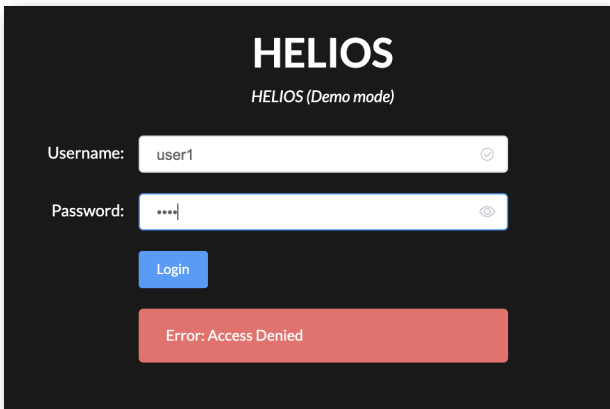 HELIOS
HELIOS (Demo mode)
Username: user1
Password: ••••
Login
Error: Access Denied